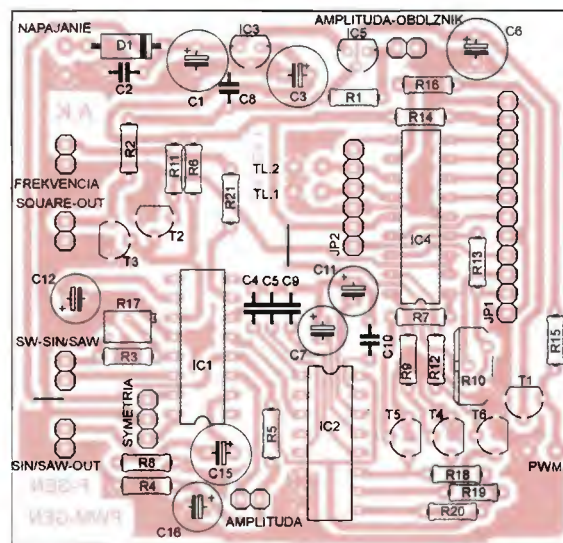 NAPAJANIE
D1
C2
C1
IC3
C8
C3
AMPLITUDA-OBDLZNIK
IC5
C6
R1
R16
R14
A K
R2
R11
R6
R21
TL.2
TL.1
JP2
IC4
FREKVENCIA
SQUARE-OUT
T3
T2
R13
JP1
C12
R17
C4
C5
C9
C11
C7
C10
R7
R9
R12
R10
R15
T1
SW-SIN/SAW
R3
IC1
SYMETRIA
R5
IC2
T5
T4
T6
SIN/SAW-OUT
R8
R4
C15
C16
AMPLITUDA
R18
R19
R20
PWM
F-GEN
PWM-GEN